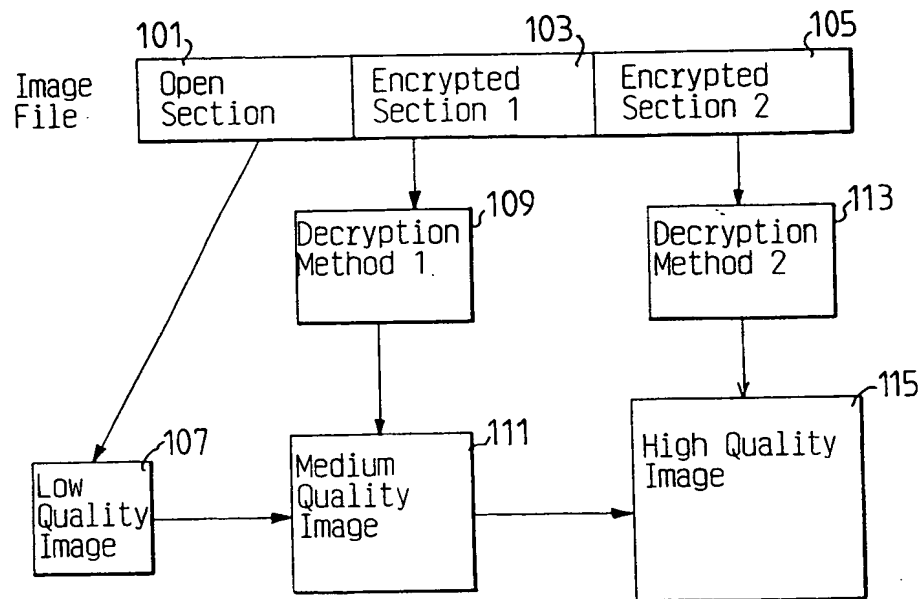 101
103
105
Image
File
Open
Section
Encrypted
Section 1
Encrypted
Section 2
109
113
Decryption
Method 1.
Decryption
Method 2
107
111
115
Low
Quality
Image
Medium
Quality
Image
High Quality
Image